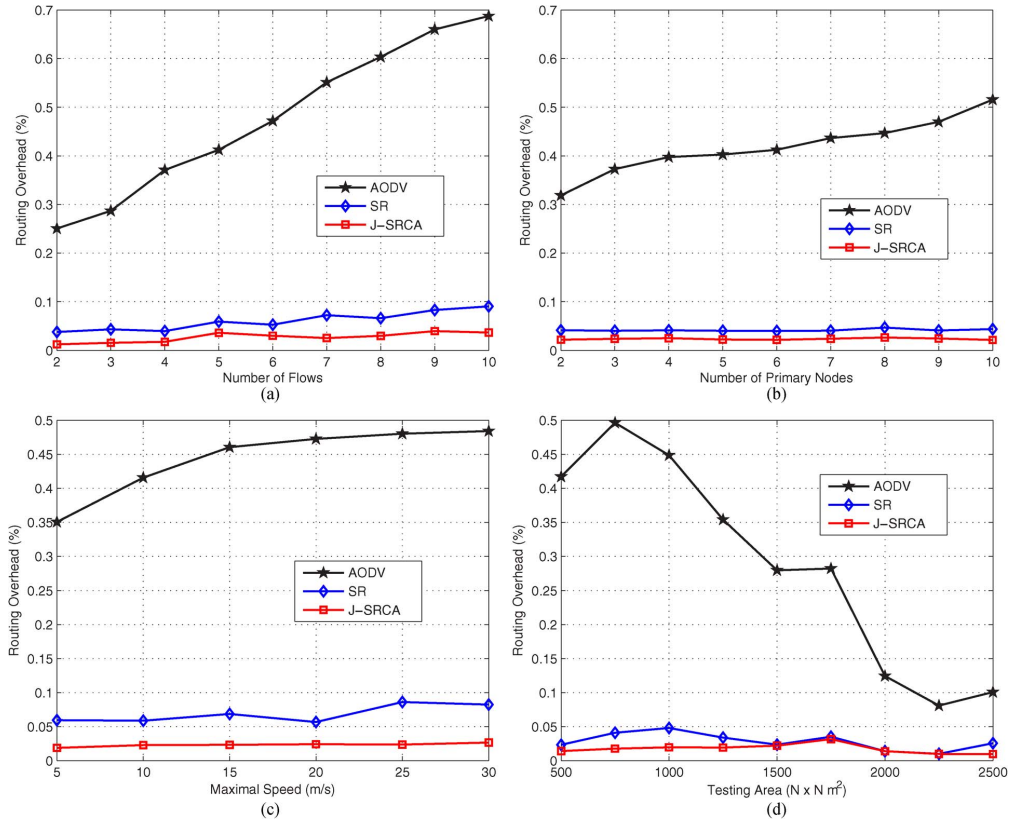 0.7
0.6
0.5
0.4
0.3
0.2
0.1
0
Routing Overhead (%)
AODV
SR
J-SRCA
2 3 4 5 6 7 8 9 10
Number of Flows
(a)
0.7
0.6
0.5
0.4
0.3
0.2
0.1
0
Routing Overhead (%)
AODV
SR
J-SRCA
2 3 4 5 6 7 8 9 10
Number of Primary Nodes
(b)
0.5
0.45
0.4
0.35
0.3
0.25
0.2
0.15
0.1
0.05
0
Routing Overhead (%)
AODV
SR
J-SRCA
5 10 15 20 25 30
Maximal Speed (m/s)
(c)
0.5
0.45
0.4
0.35
0.3
0.25
0.2
0.15
0.1
0.05
0
Routing Overhead (%)
AODV
SR
J-SRCA
500 1000 1500 2000 2500
Testing Area (N x N m²)
(d)